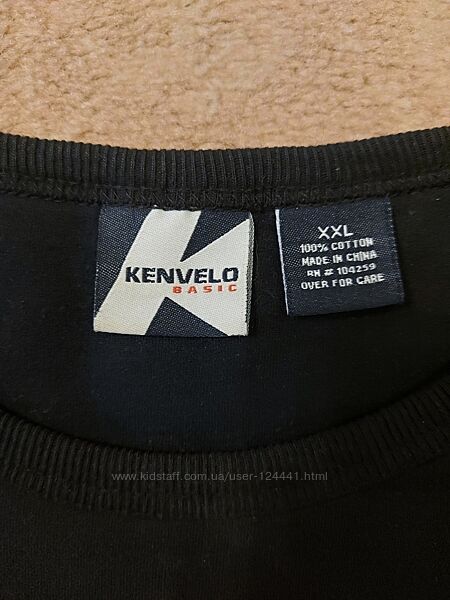 KENVELO
BASIC
XXL
100% COTTON
MADE IN CHINA
RN # 104259
OVER FOR CARE
www.kidstaff.com.ua/user-124441.html